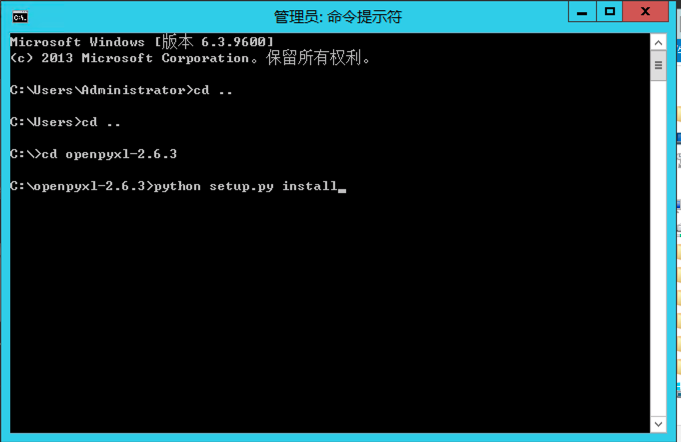 管理员: 命令提示符
Microsoft Windows [版本 6.3.9600]
(c) 2013 Microsoft Corporation。保留所有权利。
C:\Users\Administrator>cd ..
C:\Users>cd ..
C:\>cd openpyxl-2.6.3
C:\openpyxl-2.6.3>python setup.py install